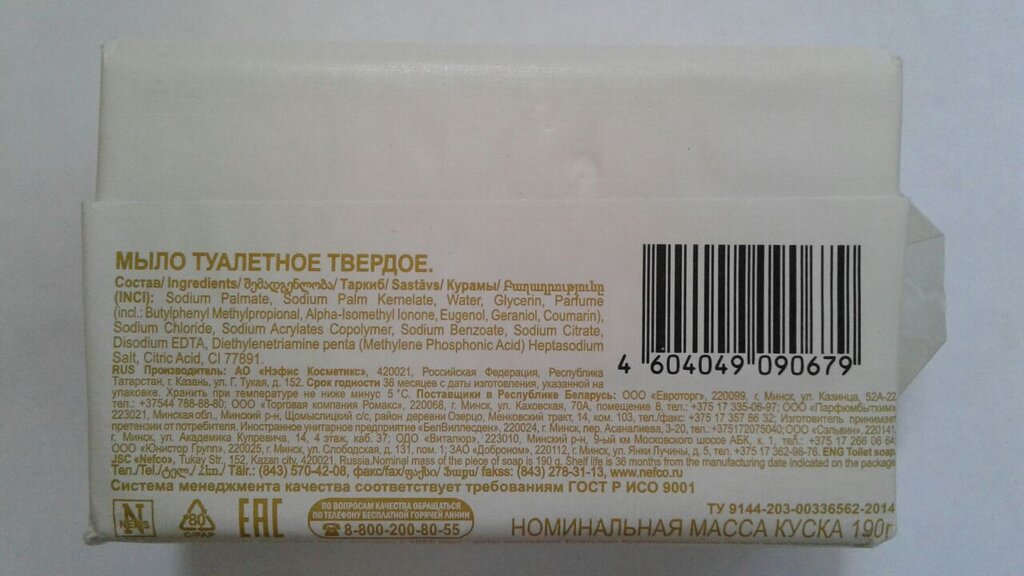 МЫЛО ТУАЛЕТНОЕ ТВЕРДОЕ.
Состав/ Ingredients/ შემადგენლობა/ Таркиб/ Sastāvs/ Курамы/ Բաղադրությունը
(INCI): Sodium Palmate, Sodium Palm Kernelate, Water, Glycerin, Parfume
(incl.: Butylphenyl Methylpropional, Alpha-Isomethyl Ionone, Eugenol, Geraniol, Coumarin),
Sodium Chloride, Sodium Acrylates Copolymer, Sodium Benzoate, Sodium Citrate,
Disodium EDTA, Diethylenetriamine penta (Methylene Phosphonic Acid) Heptasodium
Salt, Citric Acid, CI 77891.
4 604049 090679
RUS Производитель: АО «Нэфис Косметикс», 420021, Российская Федерация, Республика
Татарстан, г. Казань, ул. Г. Тукая, д. 152. Срок годности 36 месяцев с даты изготовления, указанной на
упаковке. Хранить при температуре не ниже минус 5 °С. Поставщики в Республике Беларусь: ООО «Евроторг», 220099, г. Минск, ул. Казинца, 52А-22
тел.: +37544 788-88-80; ООО «Торговая компания Ромакс», 220068, г. Минск, ул. Каховская, 70А, помещение 8, тел.: +375 17 335-06-97; ООО «Парфюмбытхим»
223021, Минская обл., Минский р-н, Щомыслицкий с/с, район деревни Озерцо, Менковский тракт, 14, ком. 103, тел./факс: +375 17 357 86 32. Изготовитель принимает
претензии от потребителя. Иностранное унитарное предприятие «БелВиллесден», 220024, г. Минск, пер. Асаналиева, 3-20, тел.: +375172075040; ООО «Сальвин», 220141
г. Минск, ул. Академика Купревича, 14, 4 этаж, каб. 37; ОДО «Виталюр», 223010, Минский р-н, 9-ый км Московского шоссе АБК, к. 1, тел.: +375 17 266 06 64
ООО «Юнистор Групп», 220025, г. Минск, ул. Слободская, д. 131, пом. 1; ЗАО «Доброном», 220112, г. Минск, ул. Янки Лучины, д. 5, тел.: +375 17 362-98-76. ENG Toilet soap.
JSC «Nefco», Tukay Str., 152, Kazan city, 420021, Russia. Nominal mass of the piece of soap is 190 g. Shelf life is 36 months from the manufacturing date indicated on the package
Тел./Tel./ტელ./ Հեռ./ Tālr.: (843) 570-42-08, факс/fax/ფაქსი/ Ֆաքս/ fakss: (843) 278-31-13, www.nefco.ru
Система менеджмента качества соответствует требованиям ГОСТ Р ИСО 9001
ТУ 9144-203-00336562-2014
N
NEFIS
80
C/PAP
EAC
ПО ВОПРОСАМ КАЧЕСТВА ОБРАЩАТЬСЯ
ПО ТЕЛЕФОНУ БЕСПЛАТНОЙ ГОРЯЧЕЙ ЛИНИИ
8-800-200-80-55
НОМИНАЛЬНАЯ МАССА КУСКА 190г